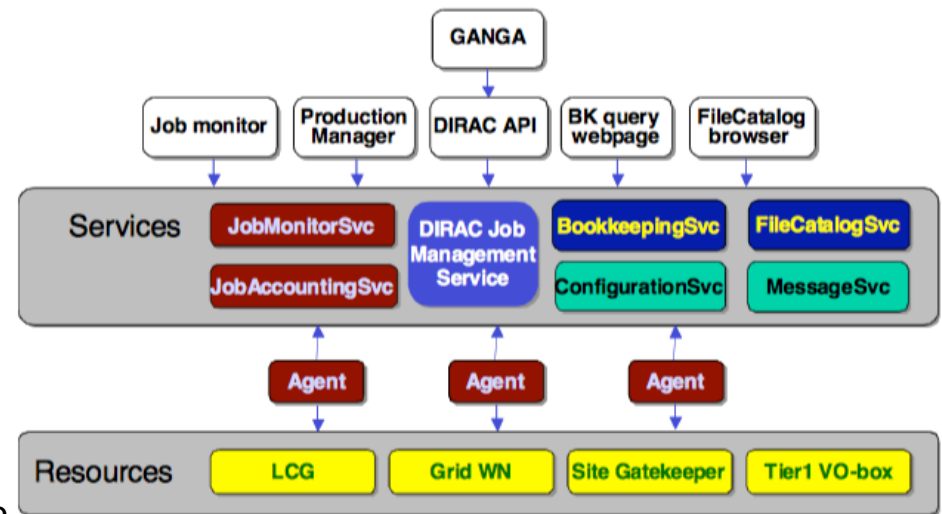 GANGA
Job monitor
Production
Manager
DIRAC API
BK query
webpage
FileCatalog
browser
Services
JobMonitorSvc
JobAccountingSvc
DIRAC Job
Management
Service
BookkeepingSvc
ConfigurationSvc
FileCatalogSvc
MessageSvc
Agent
Agent
Agent
Resources
LCG
Grid WN
Site Gatekeeper
Tier1 VO-box